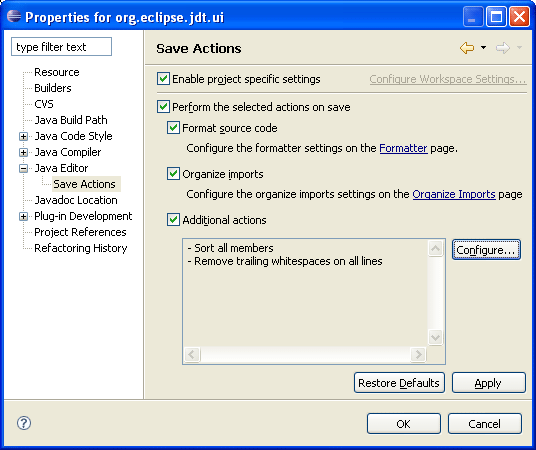 Properties for org.eclipse.jdt.ui
type filter text
Resource
Builders
CVS
Java Build Path
Java Code Style
Java Compiler
Java Editor
Save Actions
Javadoc Location
Plug-in Development
Project References
Refactoring History
Save Actions
Enable project specific settings
Configure Workspace Settings...
Perform the selected actions on save
Format source code
Configure the formatter settings on the Formatter page.
Organize imports
Configure the organize imports settings on the Organize Imports page
Additional actions
- Sort all members
- Remove trailing whitespaces on all lines
Configure...
Restore Defaults
Apply
OK
Cancel